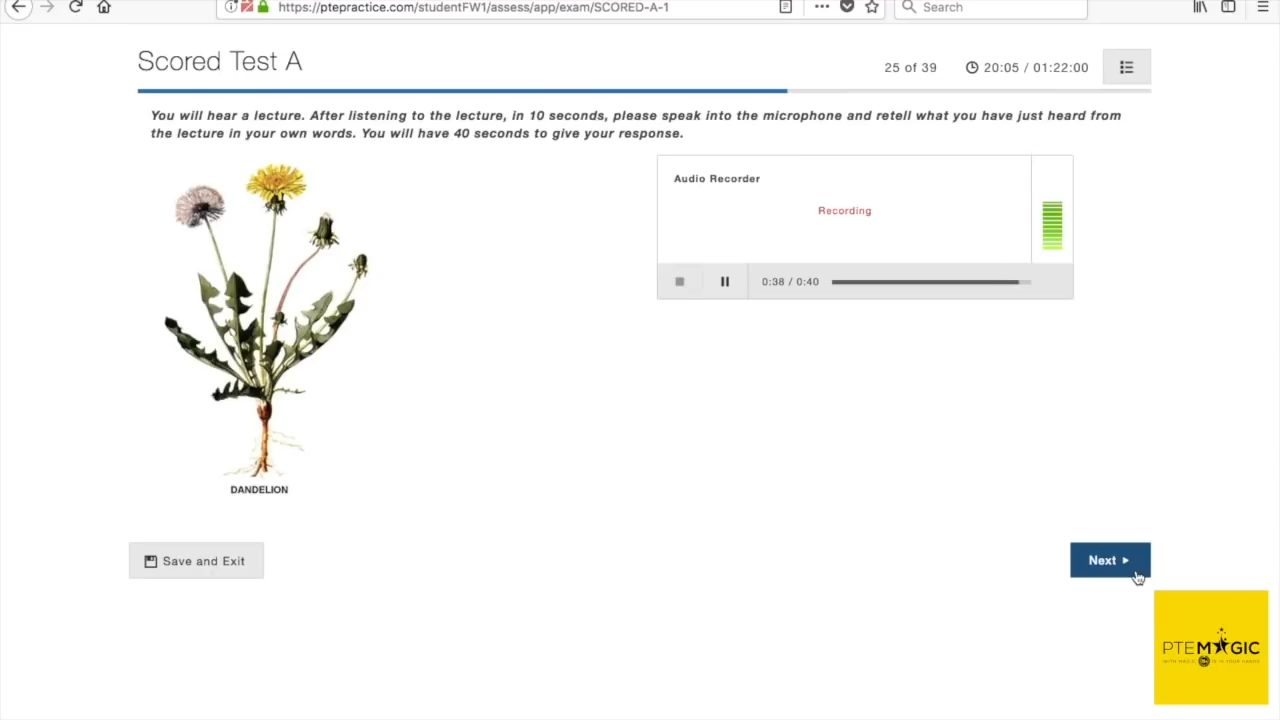 https://ptepractice.com/studentFW1/assess/app/exam/SCORED-A-1
Search
Scored Test A
25 of 39
20:05 / 01:22:00
You will hear a lecture. After listening to the lecture, in 10 seconds, please speak into the microphone and retell what you have just heard from
the lecture in your own words. You will have 40 seconds to give your response.
Audio Recorder
Recording
0:38 / 0:40
DANDELION
Save and Exit
Next
PTEMAGIC